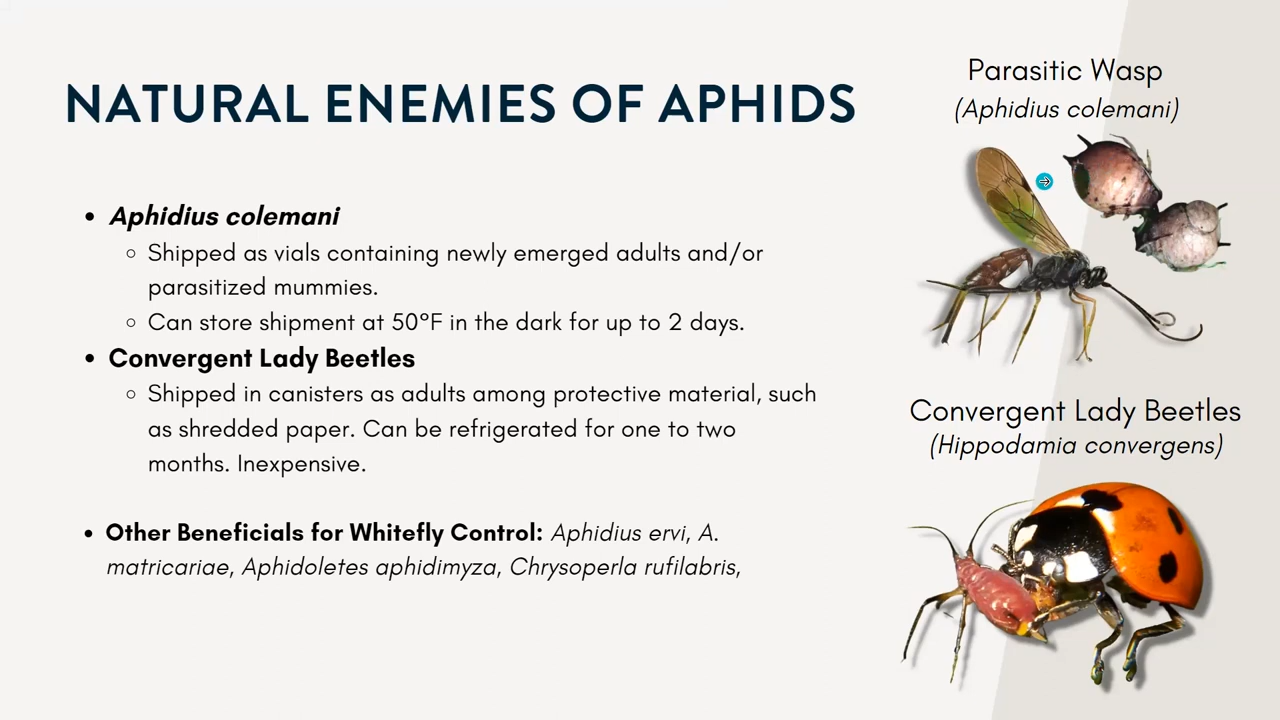 NATURAL ENEMIES OF APHIDS
• Aphidius colemani
◦ Shipped as vials containing newly emerged adults and/or
parasitized mummies.
◦ Can store shipment at 50°F in the dark for up to 2 days.
• Convergent Lady Beetles
◦ Shipped in canisters as adults among protective material, such
as shredded paper. Can be refrigerated for one to two
months. Inexpensive.
• Other Beneficials for Whitefly Control: Aphidius ervi, A.
matricariae, Aphidoletes aphidimyza, Chrysoperla rufilabris,
Parasitic Wasp
(Aphidius colemani)
Convergent Lady Beetles
(Hippodamia convergens)